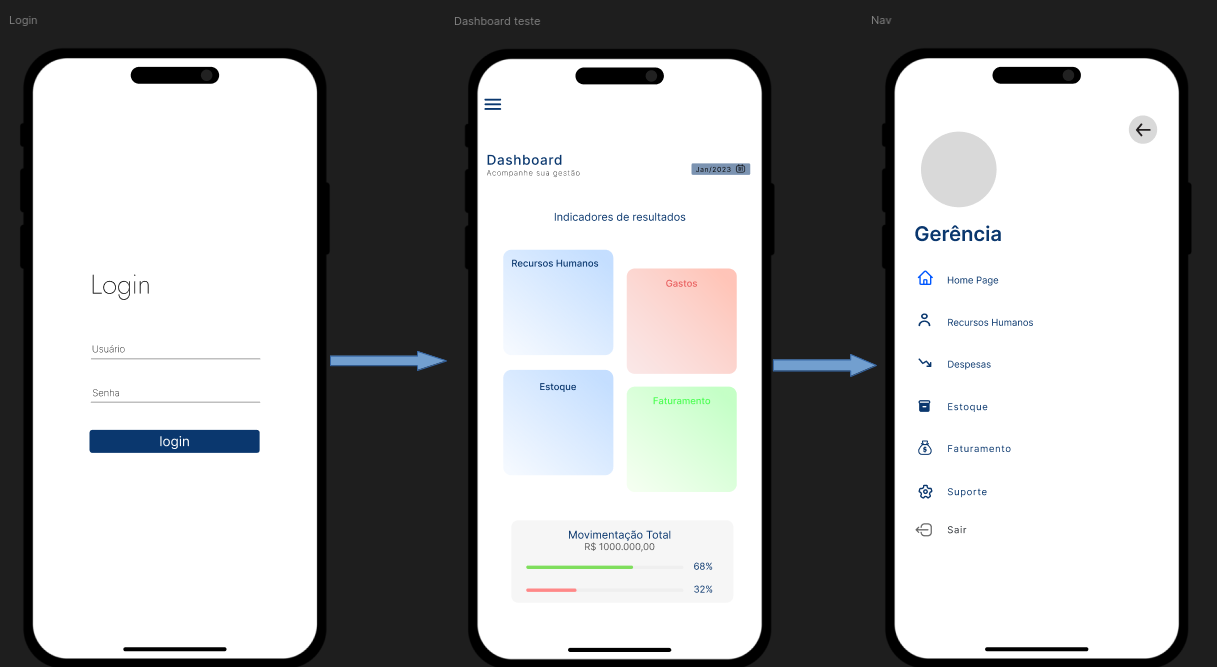 Login
Dashboard teste
Nav
Login
Usuário
Senha
login
Dashboard
Acompanhe sua gestão
Jan/2023
Indicadores de resultados
Recursos Humanos
Gastos
Estoque
Faturamento
Movimentação Total
R$ 1000.000,00
68%
32%
Gerência
Home Page
Recursos Humanos
Despesas
Estoque
Faturamento
Suporte
Sair